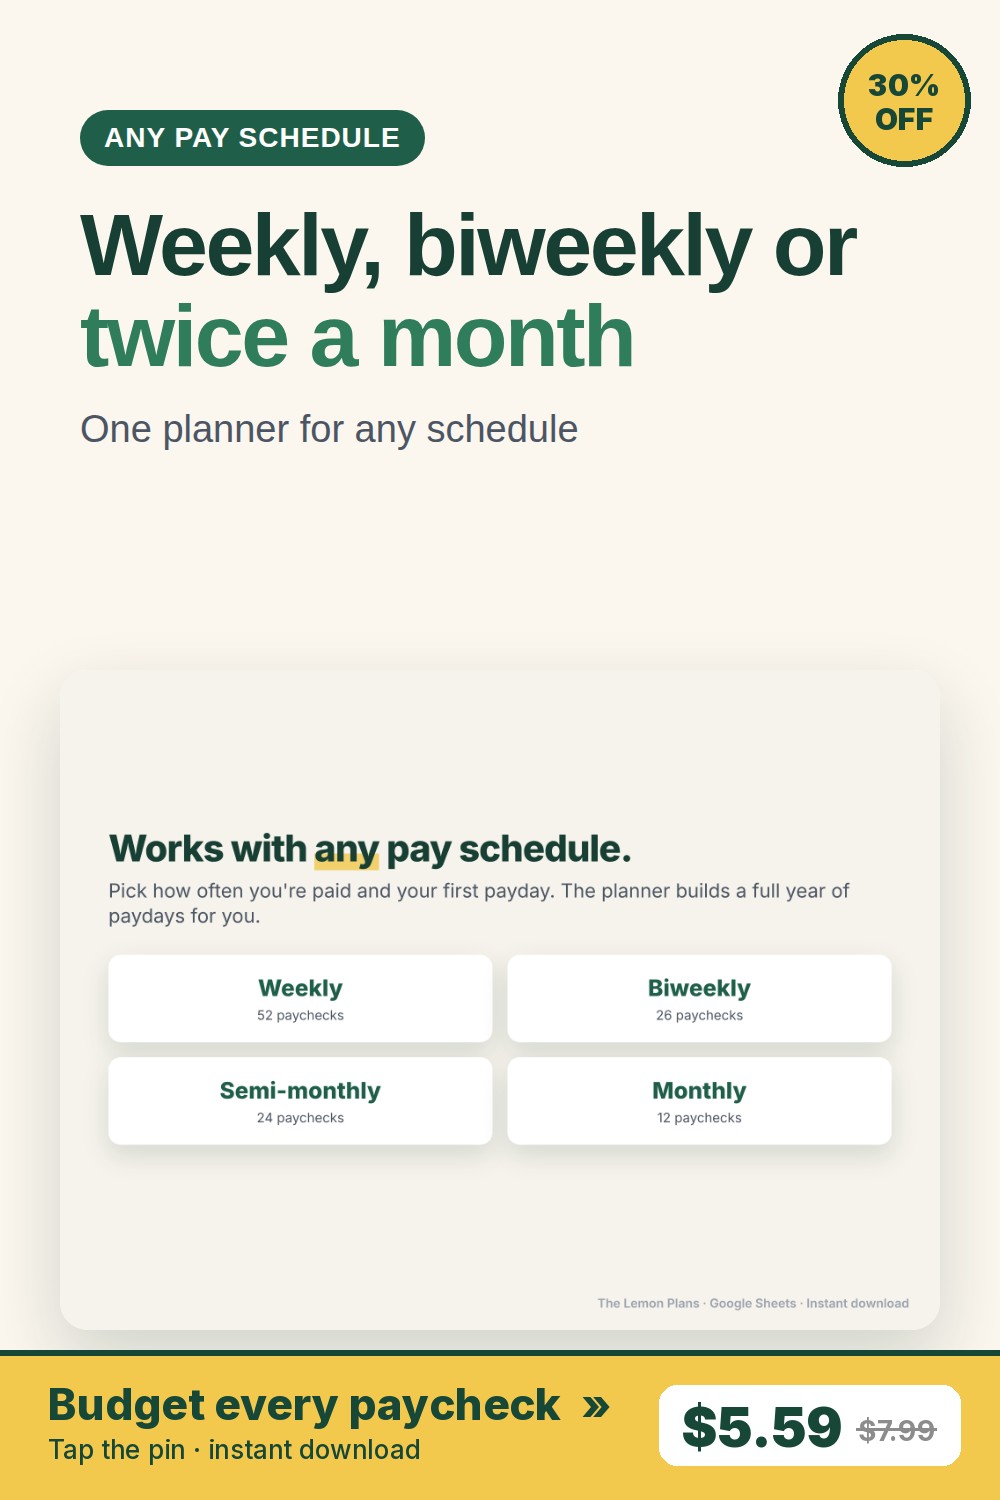 30%
OFF
ANY PAY SCHEDULE
Weekly, biweekly or
twice a month
One planner for any schedule
Works with any pay schedule.
Pick how often you're paid and your first payday. The planner builds a full year of
paydays for you.
Weekly
52 paychecks
Biweekly
26 paychecks
Semi-monthly
24 paychecks
Monthly
12 paychecks
The Lemon Plans · Google Sheets · Instant download
Budget every paycheck »
Tap the pin · instant download
$5.59 $7.99